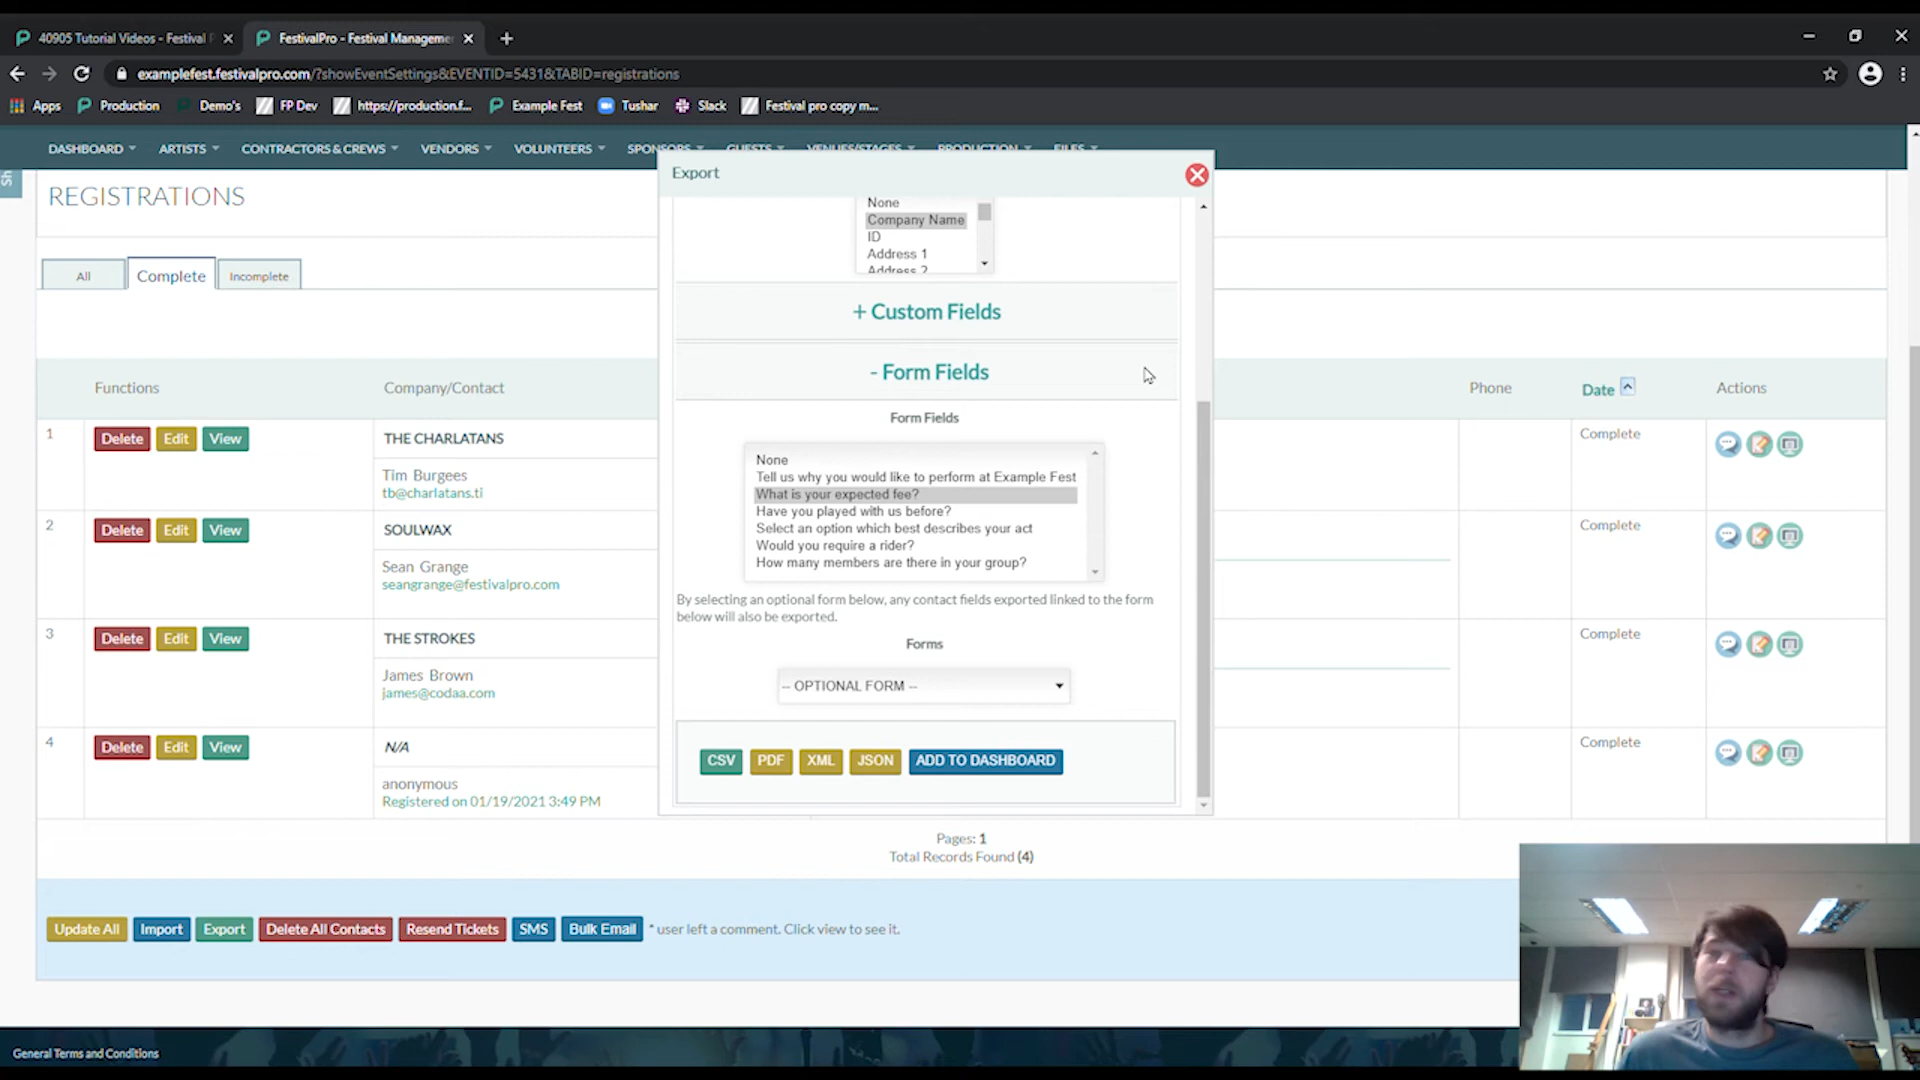 40905 Tutorial Videos - Festival P
FestivalPro - Festival Manageme
examplefest.festivalpro.com/?showEventSettings&EVENTID=5431&TABID=registrations
Apps Production Demo's FP Dev https://production.f... Example Fest Tushar Slack Festival pro copy m...
DASHBOARD ARTISTS CONTRACTORS & CREWS VENDORS VOLUNTEERS SPONSORS GUESTS VENUES/STAGES PRODUCTION FILES
Sh
REGISTRATIONS
All Complete Incomplete
Functions Company/Contact Phone Date Actions
1 Delete Edit View THE CHARLATANS Complete
Tim Burgees
tb@charlatans.ti
2 Delete Edit View SOULWAX Complete
Sean Grange
seangrange@festivalpro.com
3 Delete Edit View THE STROKES Complete
James Brown
james@codaa.com
4 Delete Edit View N/A Complete
anonymous
Registered on 01/19/2021 3:49 PM
Export
None
Company Name
ID
Address 1
Address 2
+ Custom Fields
- Form Fields
Form Fields
None
Tell us why you would like to perform at Example Fest
What is your expected fee?
Have you played with us before?
Select an option which best describes your act
Would you require a rider?
How many members are there in your group?
By selecting an optional form below, any contact fields exported linked to the form
below will also be exported.
Forms
-- OPTIONAL FORM --
CSV PDF XML JSON ADD TO DASHBOARD
Pages: 1
Total Records Found (4)
Update All Import Export Delete All Contacts Resend Tickets SMS Bulk Email * user left a comment. Click view to see it.
General Terms and Conditions